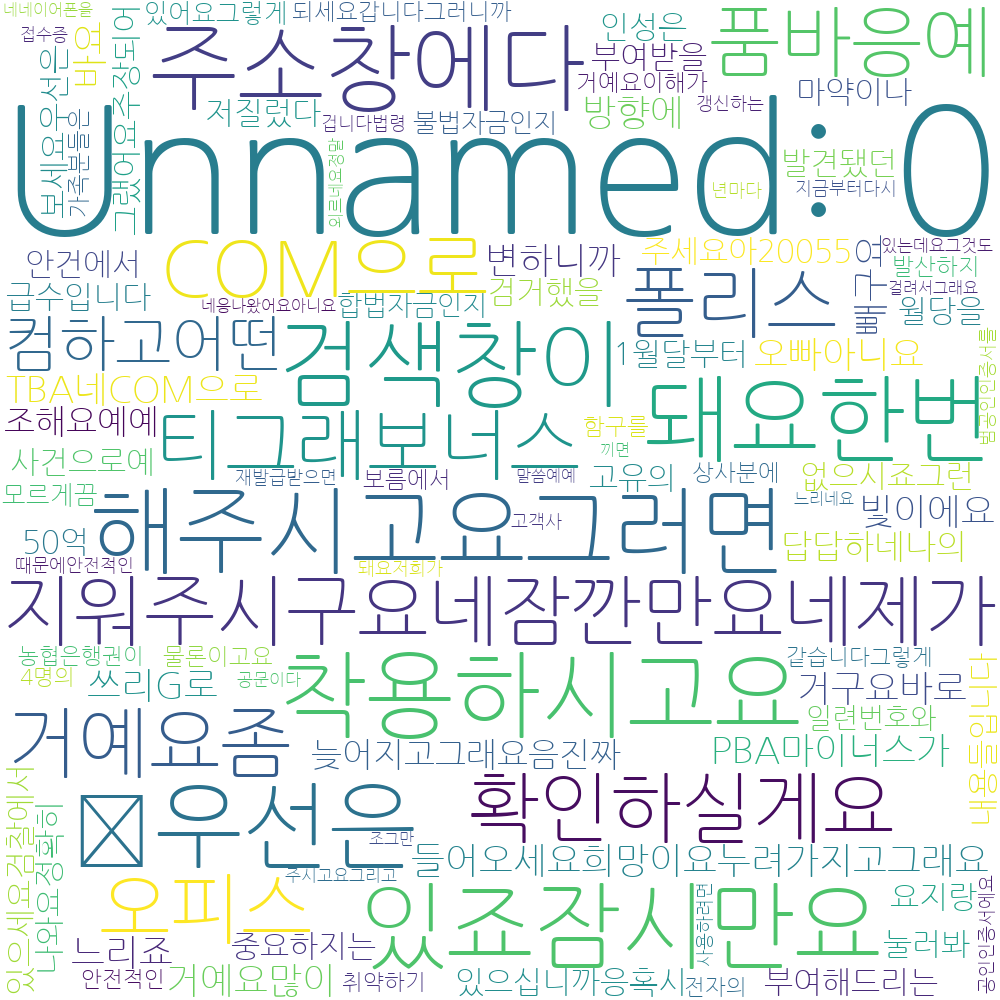 네네이어폰을
있어요그렇게
되세요갑니다그러니까
접수증
바요
보세요우선은
가족분들은
그랬어요주장되어
주소창에다
인성은
부여받을
품바응예
저질렀다
겁니다법령
불법자금인지
방향에
거예요이해가
갱신하는
마약이나
Unnamed: 0
외르네요정말
발견됐던
년마다
지금부터다시
안건에서
COM으로
변하니까
주세요아20055
있는데요그것도
급수입니다
네응나왔어요아니요
합법자금인지
검거했을
폴리스
발산하지
걸려서그래요
월당을
컴하고어떤
검색창이
1월달부터
오빠아니요
TBA네COM으로
돼요한번
범공인인증서를
조해요예예
티그래보너스
함구를
끼면
사건으로예
재발급받으면
보름에서
말씀예예
고유의
상사분에
없으시죠그런
모르게끔
느리네요
빛이에요
50억
해주시고요그러면
고객사
답답하네나의
때문에안전적인
돼요저희가
지워주시구요네잠깐만요네제가
농협은행권이
물론이고요
착용하시고요
같습니다그렇게
4명의
쓰리G로
공문이다
거구요바로
내용들입니다
거예요좀
늦어지고그래요음진짜
일련번호와
PBA마이너스가
우선은
확인하실게요
있으세요검찰에서
나와요정확히
조그만
들어오세요희망이요누려가지고그래요
주시고요그리고
오피스
있죠잠시만요
사용하려면
요지랑
느리죠
중요하지는
눌러봐
공인인증서에요
안전적인
거예요많이
취약하기
있으십니까응혹시
전자의
부여해드리는